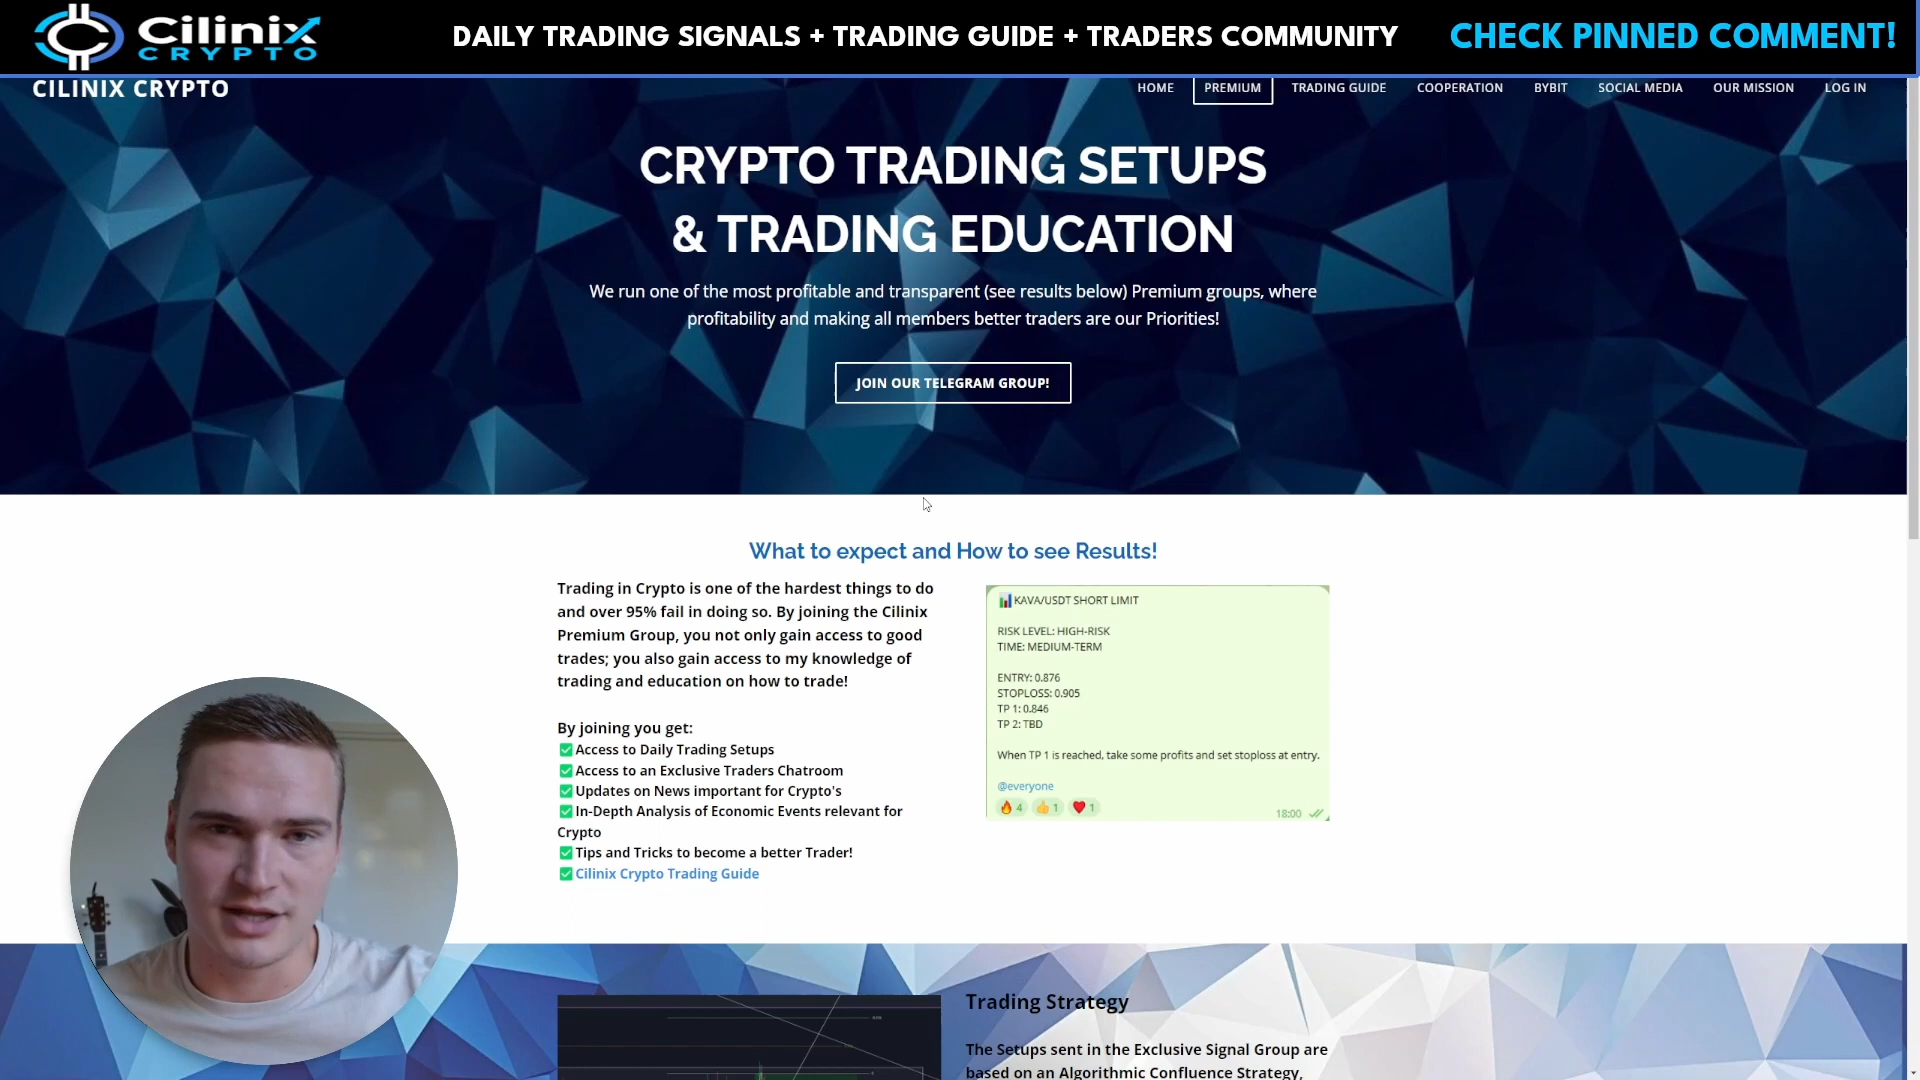 Cilinix
CRYPTO
DAILY TRADING SIGNALS + TRADING GUIDE + TRADERS COMMUNITY
CHECK PINNED COMMENT!
CILINIX CRYPTO
HOME
PREMIUM
TRADING GUIDE
COOPERATION
BYBIT
SOCIAL MEDIA
OUR MISSION
LOG IN
CRYPTO TRADING SETUPS
& TRADING EDUCATION
We run one of the most profitable and transparent (see results below) Premium groups, where
profitability and making all members better traders are our Priorities!
JOIN OUR TELEGRAM GROUP!
What to expect and How to see Results!
Trading in Crypto is one of the hardest things to do
and over 95% fail in doing so. By joining the Cilinix
Premium Group, you not only gain access to good
trades; you also gain access to my knowledge of
trading and education on how to trade!
By joining you get:
✅ Access to Daily Trading Setups
✅ Access to an Exclusive Traders Chatroom
✅ Updates on News important for Crypto's
✅ In-Depth Analysis of Economic Events relevant for
Crypto
✅ Tips and Tricks to become a better Trader!
✅ Cilinix Crypto Trading Guide
📊 KAVA/USDT SHORT LIMIT
RISK LEVEL: HIGH-RISK
TIME: MEDIUM-TERM
ENTRY: 0.876
STOPLOSS: 0.905
TP 1: 0.846
TP 2: TBD
When TP 1 is reached, take some profits and set stoploss at entry.
@everyone
🔥 4 👍 1 ❤️ 1
18:00
Trading Strategy
The Setups sent in the Exclusive Signal Group are
based on an Algorithmic Confluence Strategy,